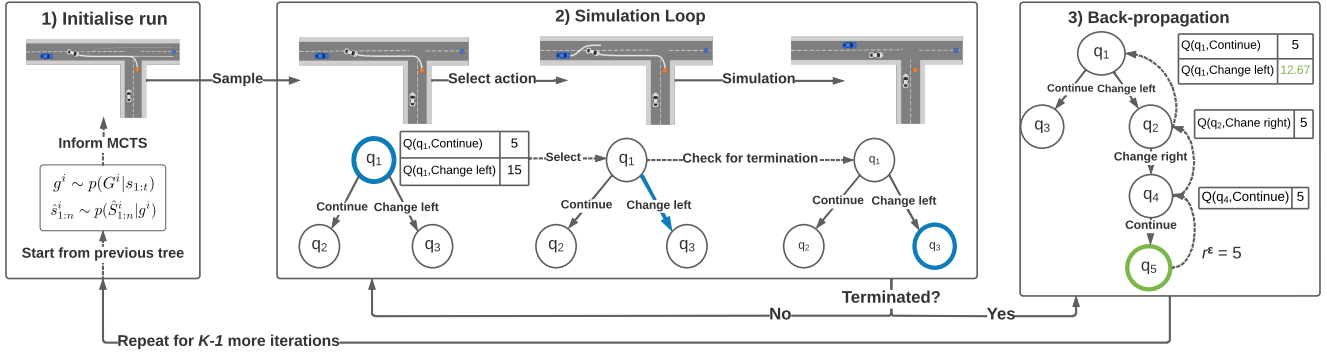 1) Initialise run
Inform MCTS
g^i ∼ p(G^i|s_{1:t})
ŝ^i_{1:n} ∼ p(Ŝ^i_{1:n}|g^i)
Start from previous tree
Sample
2) Simulation Loop
Select action
Simulation
q1
Q(q1,Continue) 5
Q(q1,Change left) 15
Continue
Change left
q2
q3
Select
q1
Continue
Change left
q2
q3
Check for termination
q1
Continue
Change left
q2
q3
Terminated?
No
Yes
3) Back-propagation
q1
Q(q1,Continue) 5
Q(q1,Change left) 12.67
Continue
Change left
q3
q2
Q(q2,Chane right) 5
Change right
q4
Q(q4,Continue) 5
Continue
q5
r^ε = 5
Repeat for K-1 more iterations